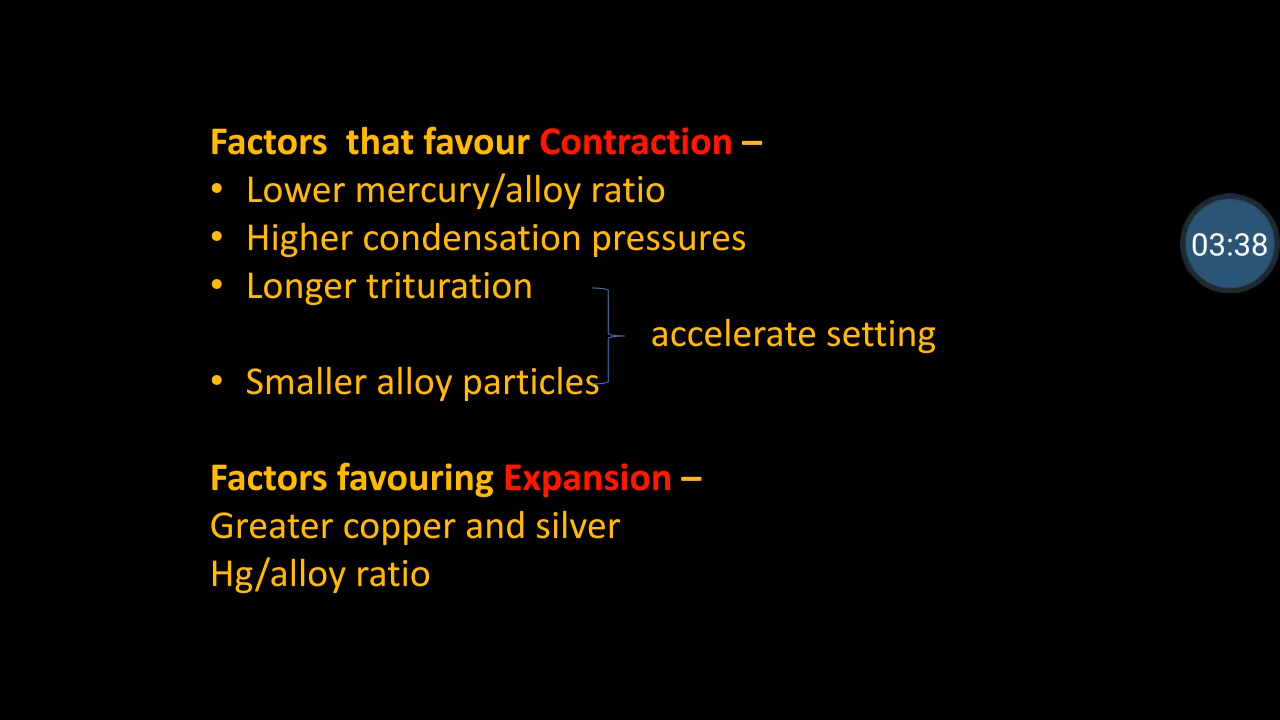 Factors that favour Contraction –
• Lower mercury/alloy ratio
• Higher condensation pressures
• Longer trituration
accelerate setting
• Smaller alloy particles
Factors favouring Expansion –
Greater copper and silver
Hg/alloy ratio
03:38